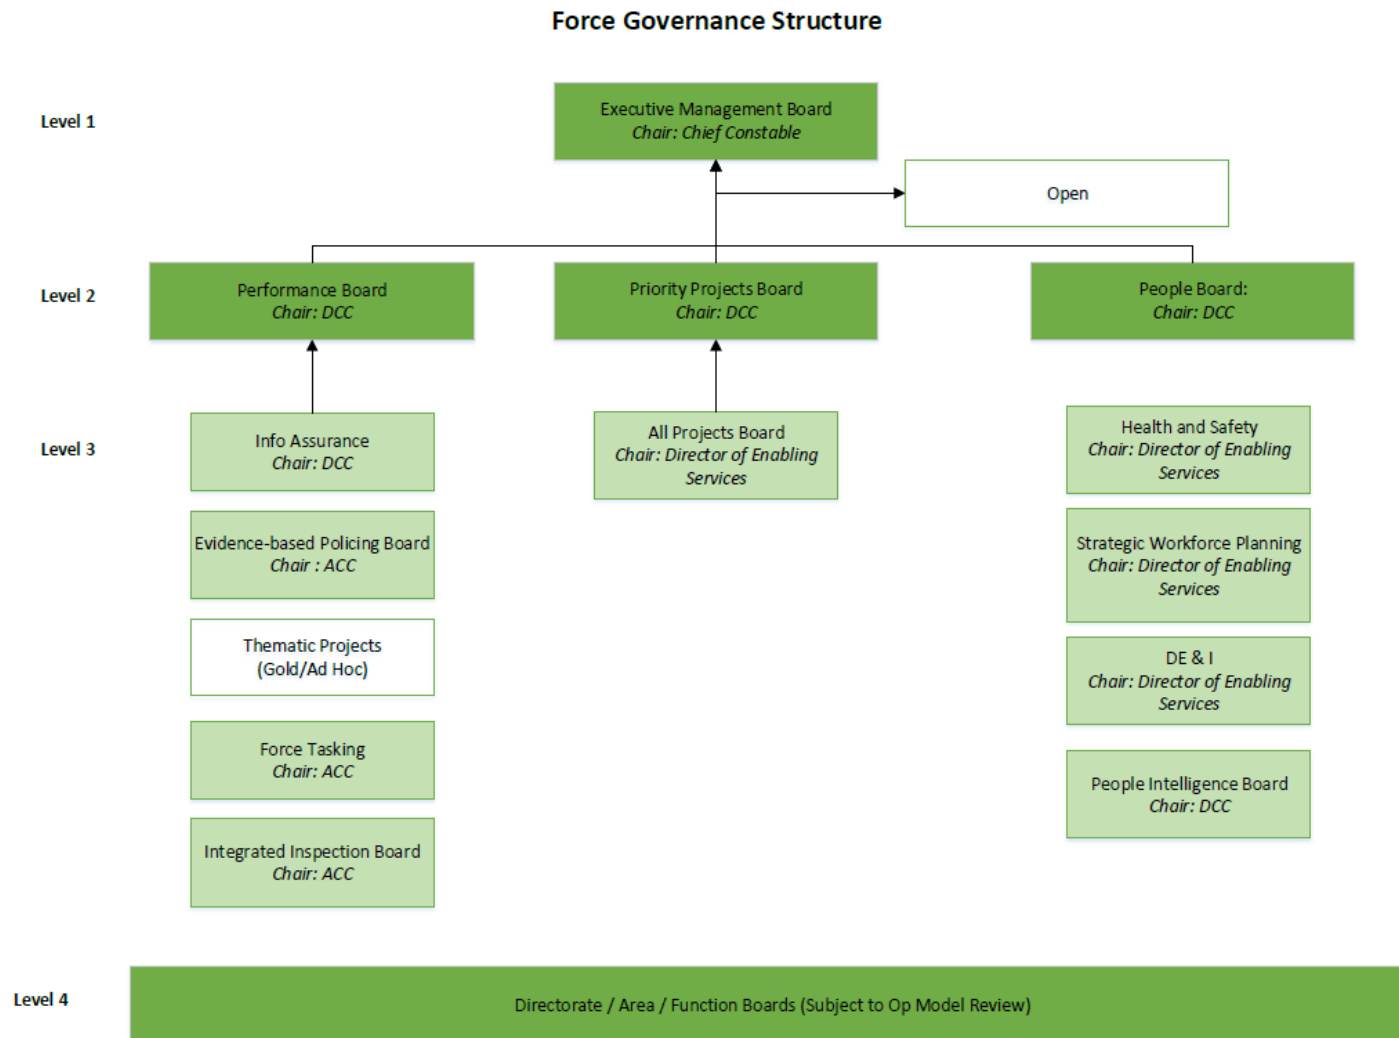 Force Governance Structure
Level 1
Executive Management Board
Chair: Chief Constable
Open
Level 2
Performance Board
Chair: DCC
Priority Projects Board
Chair: DCC
People Board:
Chair: DCC
Level 3
Info Assurance
Chair: DCC
Evidence-based Policing Board
Chair : ACC
Thematic Projects
(Gold/Ad Hoc)
Force Tasking
Chair: ACC
Integrated Inspection Board
Chair: ACC
All Projects Board
Chair: Director of Enabling
Services
Health and Safety
Chair: Director of Enabling
Services
Strategic Workforce Planning
Chair: Director of Enabling
Services
DE & I
Chair: Director of Enabling
Services
People Intelligence Board
Chair: DCC
Level 4
Directorate / Area / Function Boards (Subject to Op Model Review)